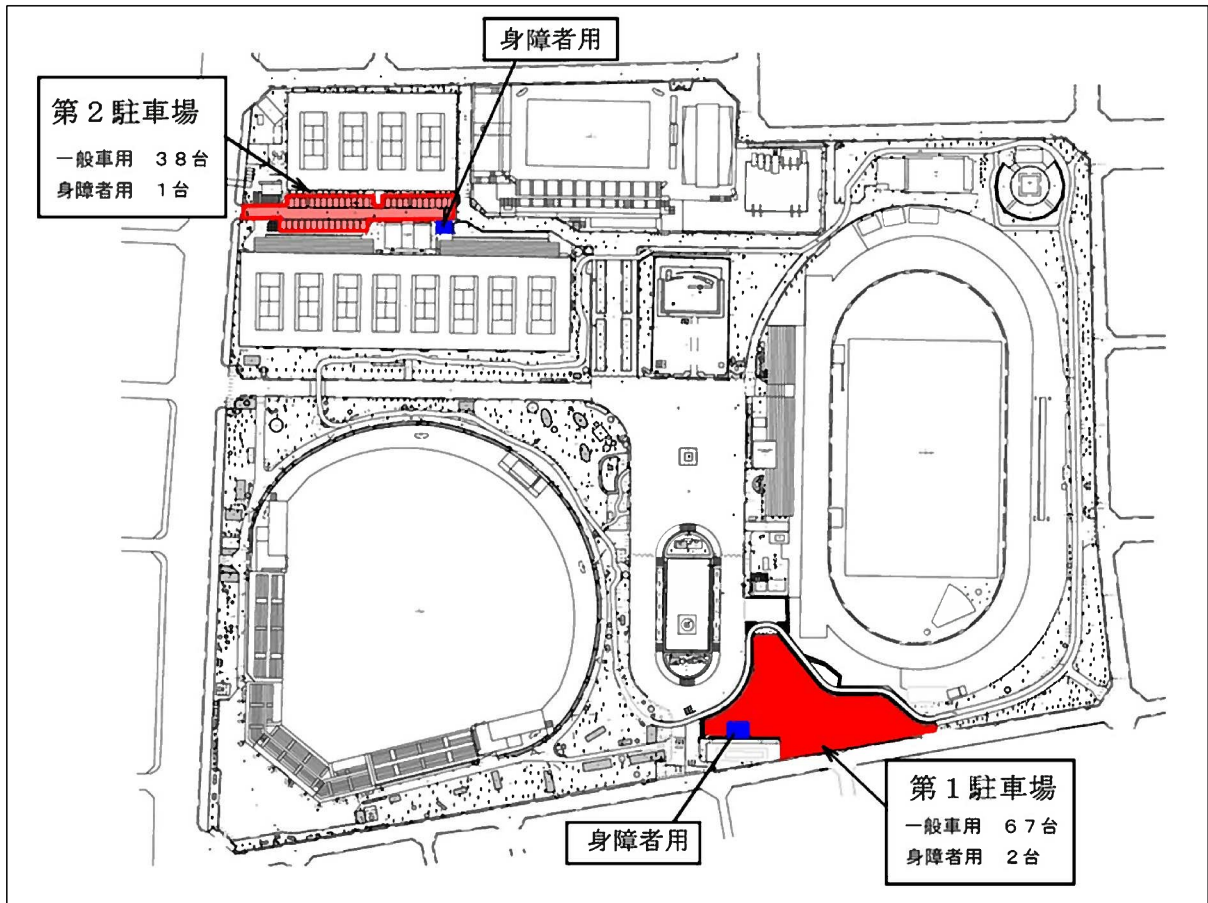 身障者用
第２駐車場
一般車用　３８台
身障者用　１台
身障者用
第１駐車場
一般車用　６７台
身障者用　２台